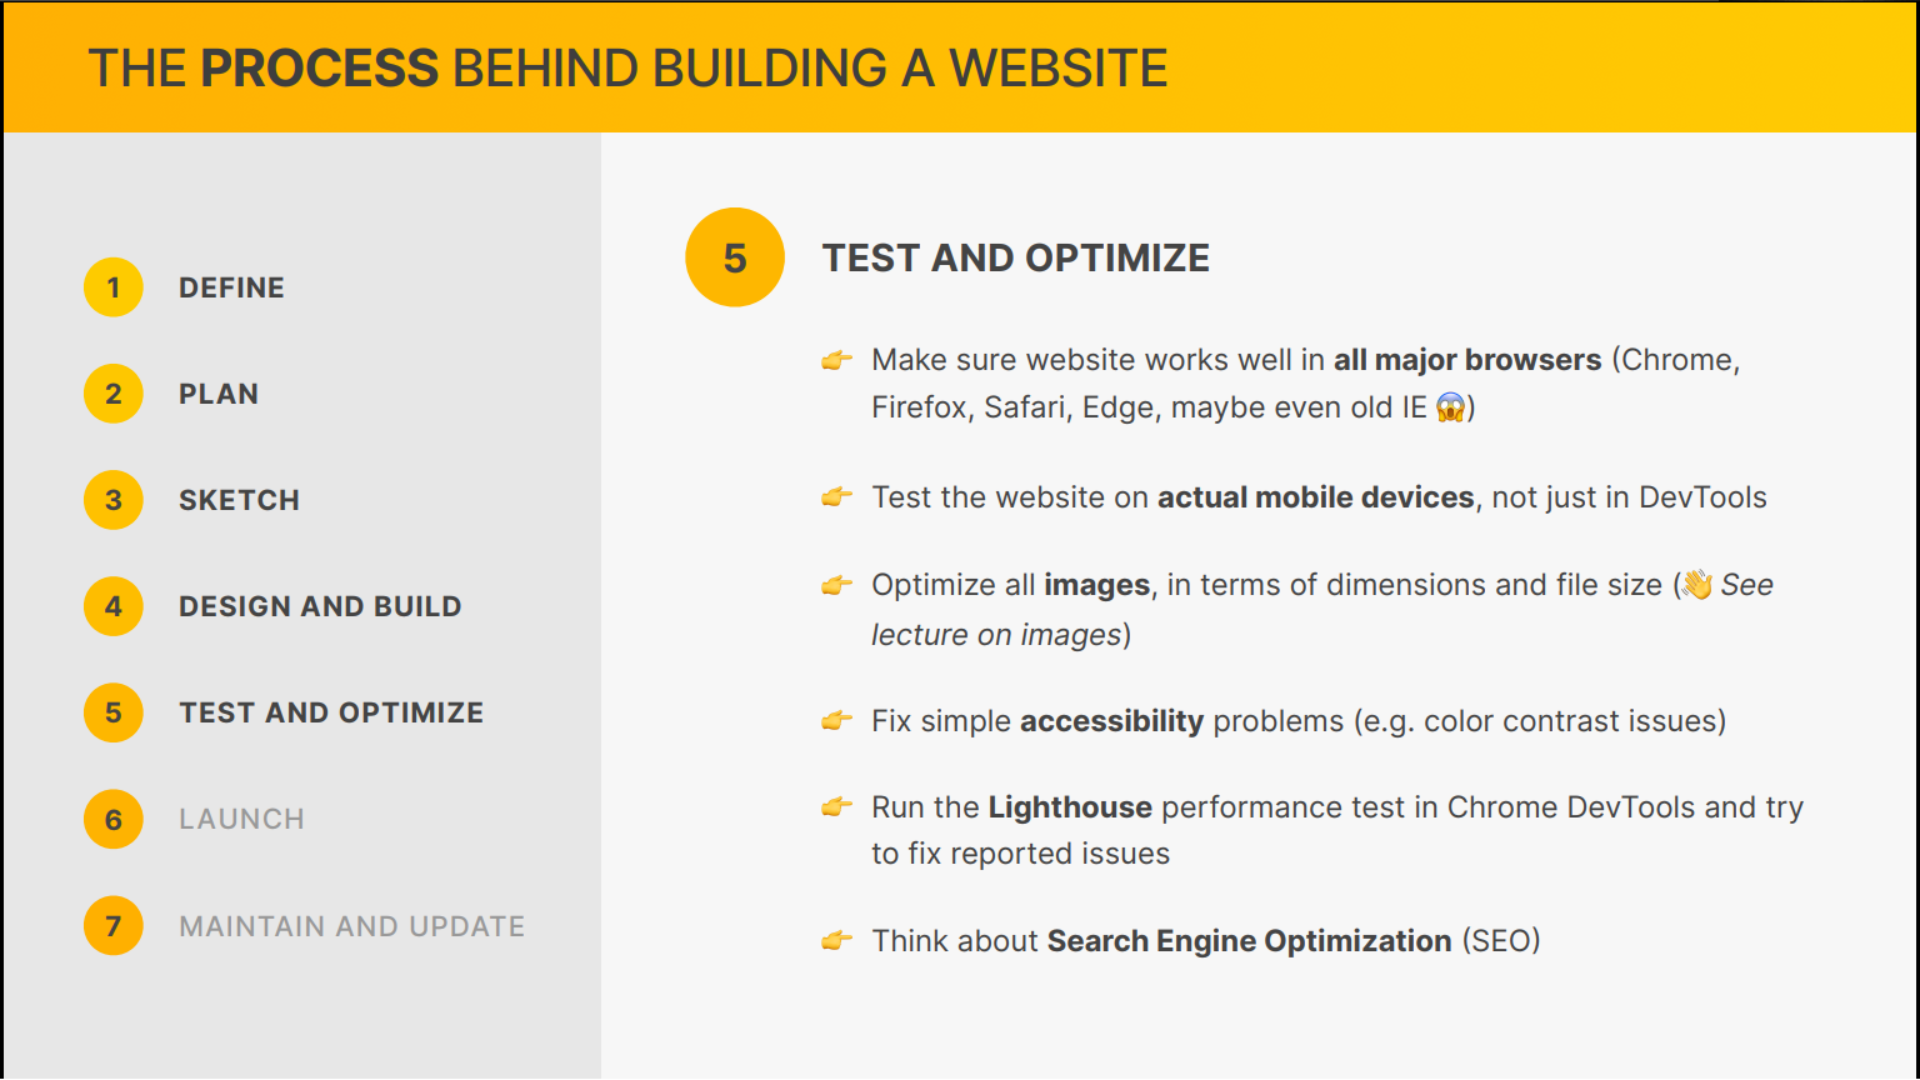 THE PROCESS BEHIND BUILDING A WEBSITE
1 DEFINE
2 PLAN
3 SKETCH
4 DESIGN AND BUILD
5 TEST AND OPTIMIZE
6 LAUNCH
7 MAINTAIN AND UPDATE
5 TEST AND OPTIMIZE
👉 Make sure website works well in all major browsers (Chrome,
Firefox, Safari, Edge, maybe even old IE 😱)
👉 Test the website on actual mobile devices, not just in DevTools
👉 Optimize all images, in terms of dimensions and file size (👋 See
lecture on images)
👉 Fix simple accessibility problems (e.g. color contrast issues)
👉 Run the Lighthouse performance test in Chrome DevTools and try
to fix reported issues
👉 Think about Search Engine Optimization (SEO)